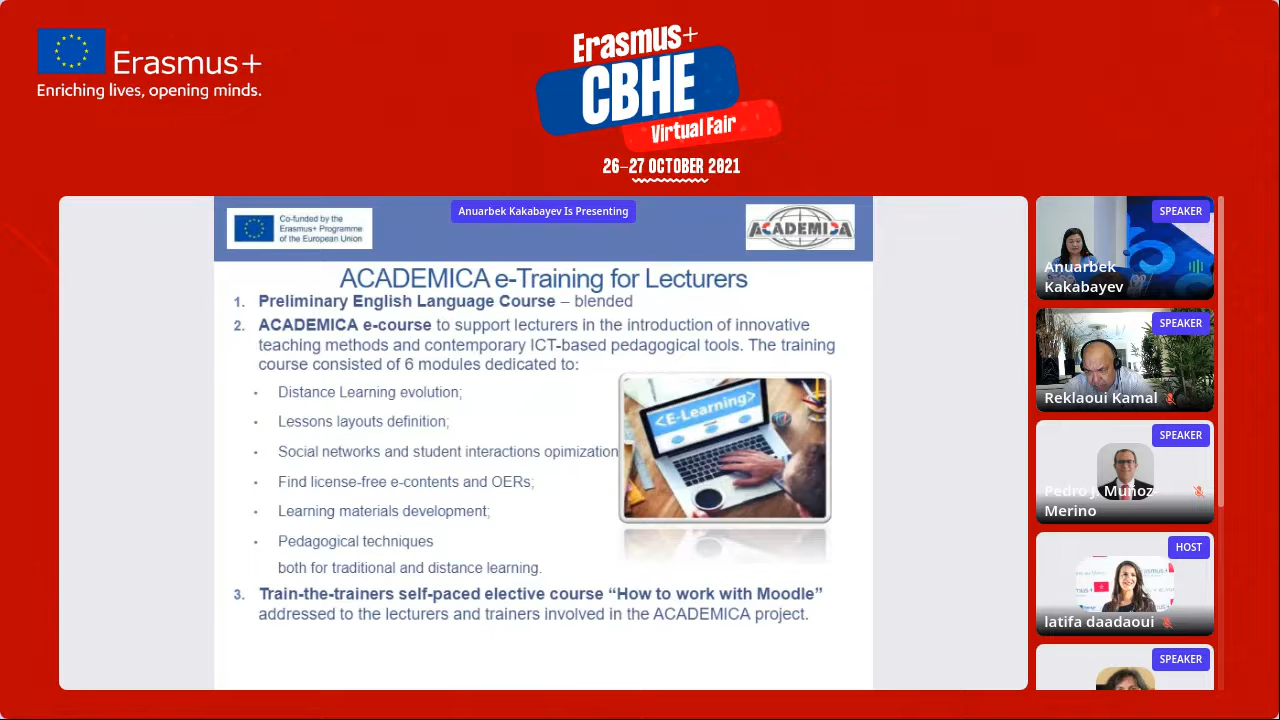 Erasmus+
Enriching lives, opening minds.
Erasmus+
CBHE
Virtual Fair
26–27 OCTOBER 2021
Anuarbek Kakabayev Is Presenting
Co-funded by the
Erasmus+ Programme
of the European Union
ACADEMICA
ACADEMICA e-Training for Lecturers
1. Preliminary English Language Course – blended
2. ACADEMICA e-course to support lecturers in the introduction of innovative
teaching methods and contemporary ICT-based pedagogical tools. The training
course consisted of 6 modules dedicated to:
• Distance Learning evolution;
• Lessons layouts definition;
• Social networks and student interactions opimization
• Find license-free e-contents and OERs;
• Learning materials development;
• Pedagogical techniques
both for traditional and distance learning.
<E-Learning>
3. Train-the-trainers self-paced elective course “How to work with Moodle”
addressed to the lecturers and trainers involved in the ACADEMICA project.
SPEAKER
Anuarbek
Kakabayev
SPEAKER
Reklaoui Kamal
SPEAKER
Pedro J. Muñoz-
Merino
HOST
latifa daadaoui
SPEAKER